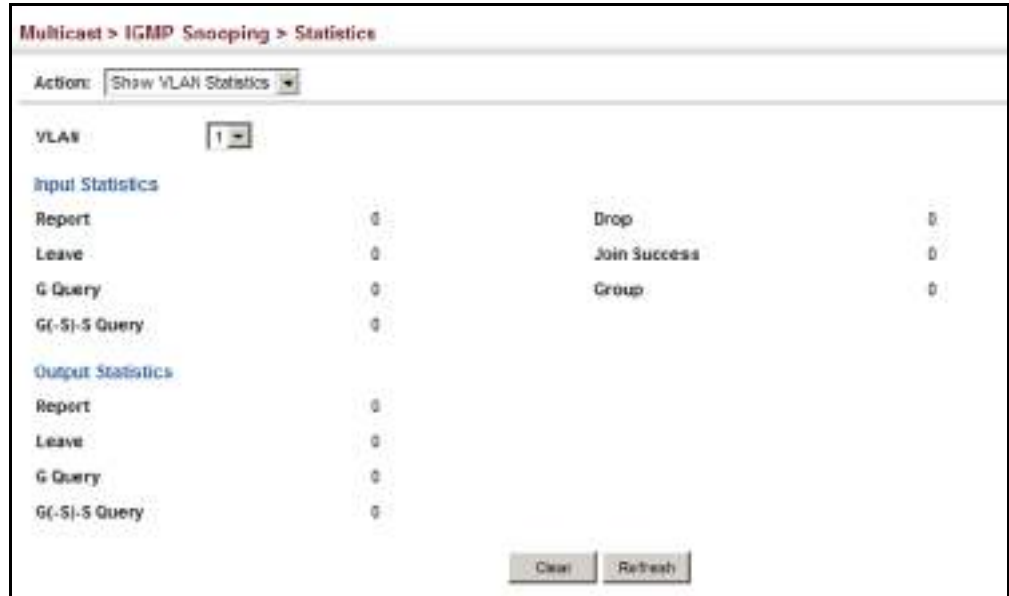 Multicast > IGMP Snooping > Statistics
Action: Show VLAN Statistics
VLAN 1
Input Statistics
Report 0 Drop 0
Leave 0 Join Success 0
G Query 0 Group 0
G(-S)-S Query 0
Output Statistics
Report 0
Leave 0
G Query 0
G(-S)-S Query 0
Clear Refresh